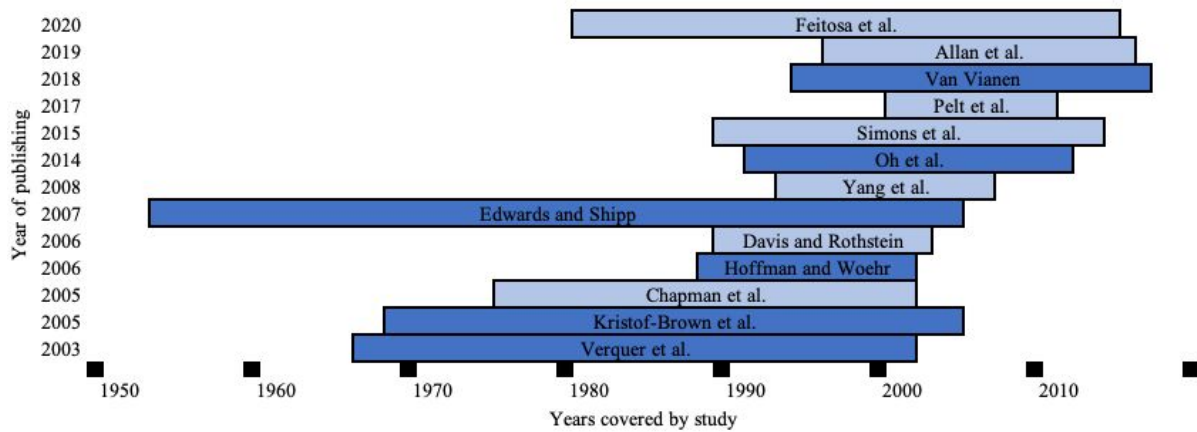 2020 Feitosa et al.
2019 Allan et al.
2018 Van Vianen
2017 Pelt et al.
2015 Simons et al.
2014 Oh et al.
2008 Yang et al.
2007 Edwards and Shipp
2006 Davis and Rothstein
2006 Hoffman and Woehr
2005 Chapman et al.
2005 Kristof-Brown et al.
2003 Verquer et al.
Year of publishing
1950 1960 1970 1980 1990 2000 2010
Years covered by study